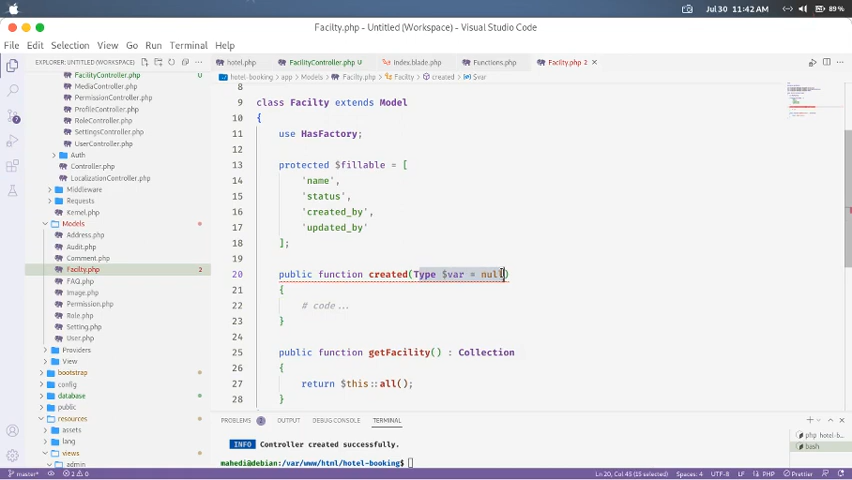 Jul 30 11:42 AM
89 %
Facilty.php - Untitled (Workspace) - Visual Studio Code
File Edit Selection View Go Run Terminal Help
EXPLORER: UNTITLED (WORKSPACE)
hotel.php FacilityController.php U index.blade.php Functions.php Facilty.php 2
hotel-booking > app > Models > Facilty.php > Facilty > created > $var
FacilityController.php U
MediaController.php
PermissionController.php
ProfileController.php
RoleController.php
SettingsController.php
UserController.php
Auth
Controller.php
LocalizationController.php
Middleware
Requests
Kernel.php
Models
Address.php
Audit.php
Comment.php
Facilty.php 2
FAQ.php
Image.php
Permission.php
Role.php
Setting.php
User.php
Providers
View
bootstrap
config
database
public
resources
assets
lang
views
admin
8
9 class Facilty extends Model
10 {
11 use HasFactory;
12
13 protected $fillable = [
14 'name',
15 'status',
16 'created_by',
17 'updated_by'
18 ];
19
20 public function created(Type $var = null)
21 {
22 # code...
23 }
24
25 public function getFacility() : Collection
26
27 return $this::all();
28 }
PROBLEMS 2 OUTPUT DEBUG CONSOLE TERMINAL
INFO Controller created successfully.
mahedi@debian:/var/www/html/hotel-booking$
php hotel-b...
bash
master* 2 0 Ln 20, Col 45 (15 selected) Spaces: 4 UTF-8 LF PHP Prettier